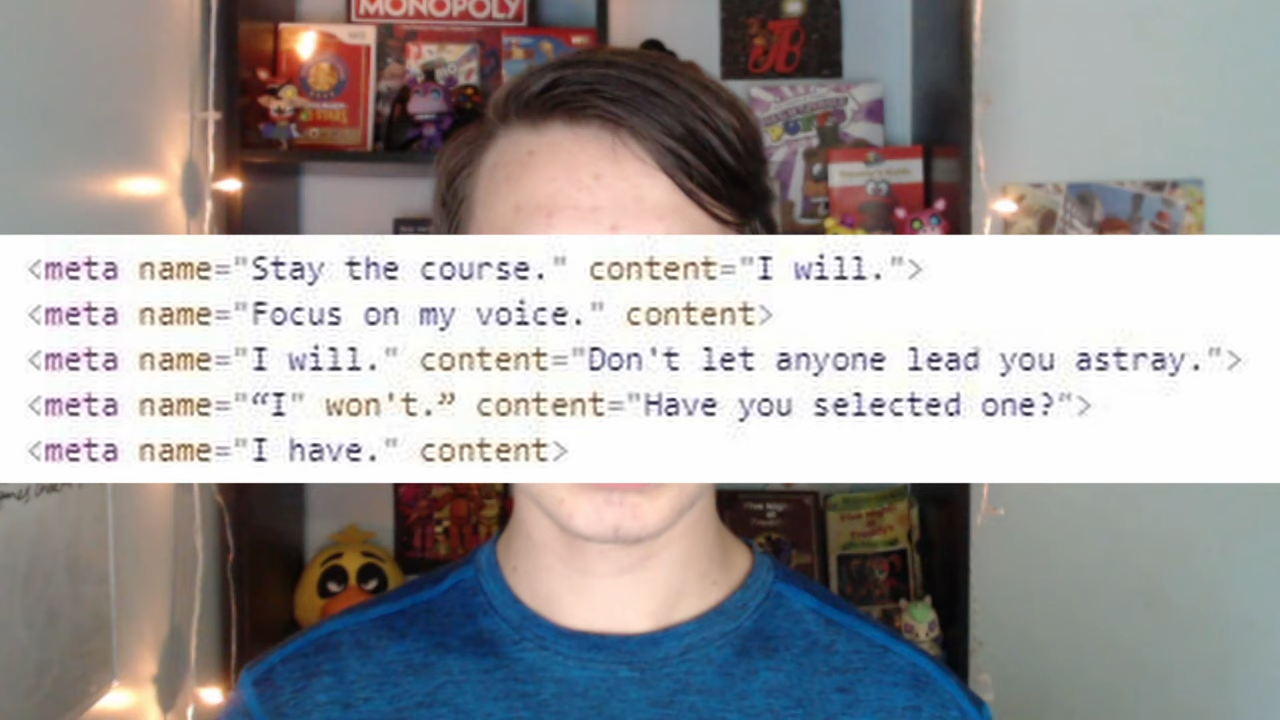 MONOPOLY
JB
<meta name="Stay the course." content="I will.">
<meta name="Focus on my voice." content>
<meta name="I will." content="Don't let anyone lead you astray.">
<meta name="“I" won't.” content="Have you selected one?">
<meta name="I have." content>